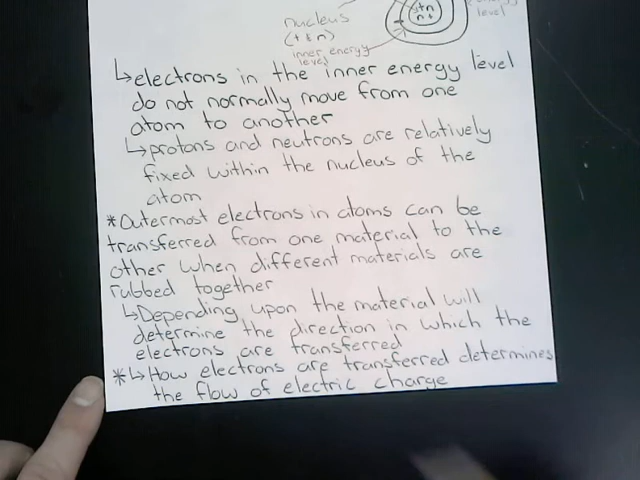 nucleus
(+ & n)
inner energy
level
level
↳electrons in the inner energy level
do not normally move from one
atom to another
↳protons and neutrons are relatively
fixed within the nucleus of the
atom
*Outermost electrons in atoms can be
transferred from one material to the
other when different materials are
rubbed together
↳Depending upon the material will
determine the direction in which the
electrons are transferred
*↳How electrons are transferred determines
the flow of electric charge